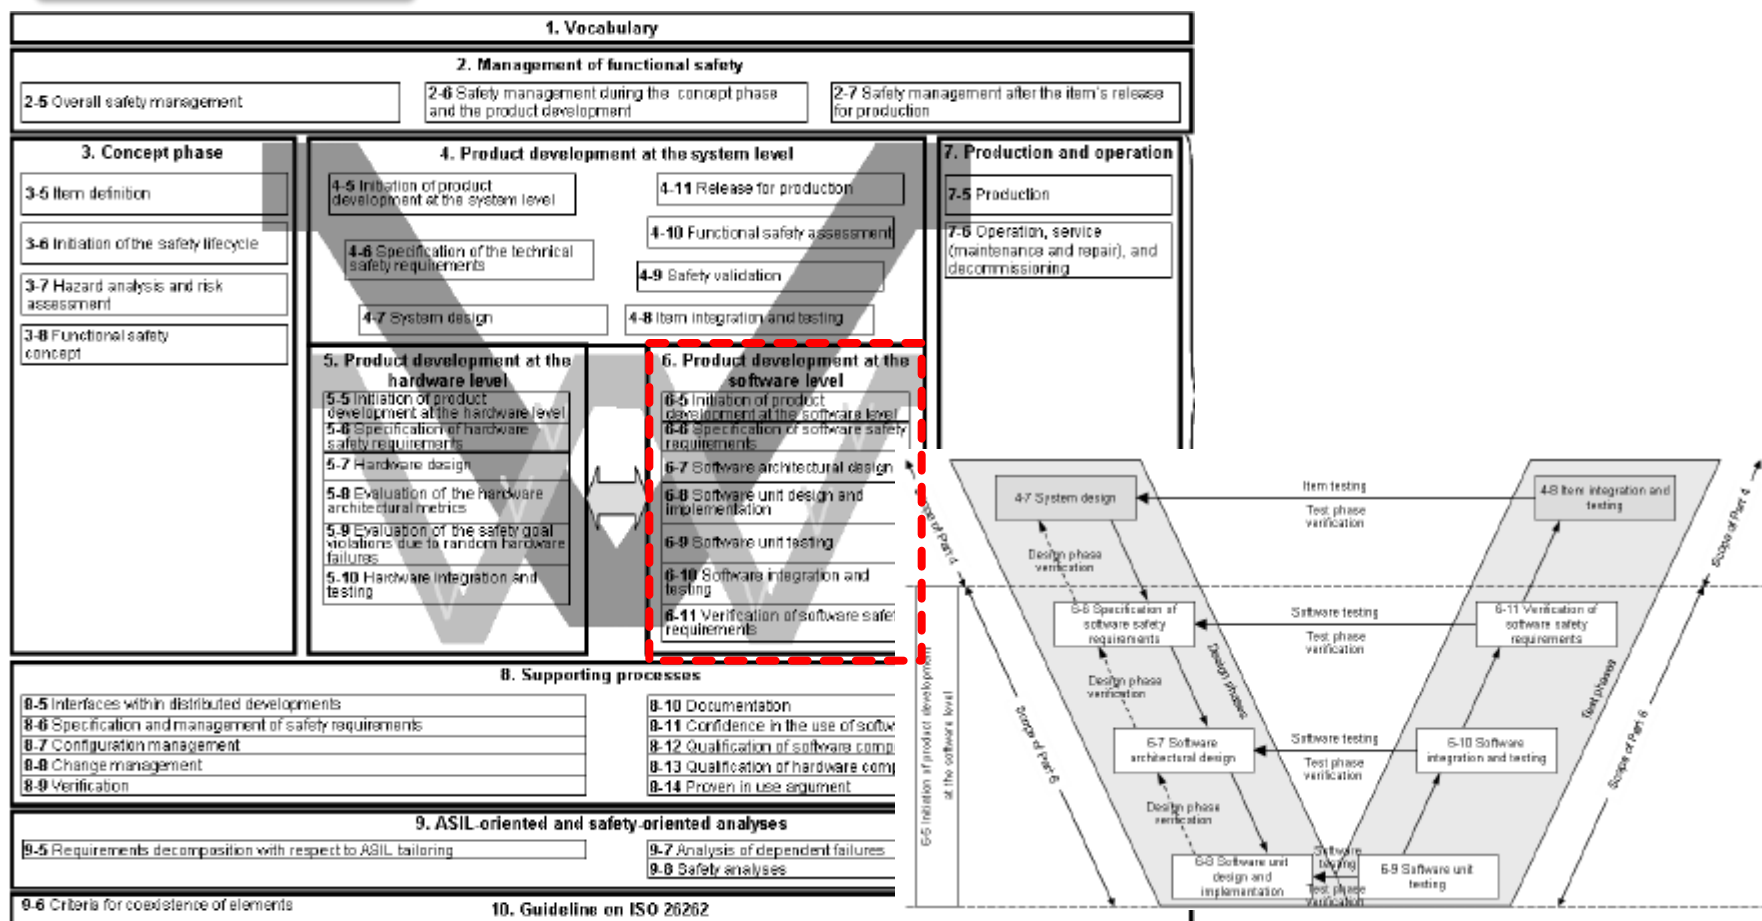 1. Vocabulary
2. Management of functional safety
2-5 Overall safety management
2-6 Safety management during the concept phase
and the product development
2-7 Safety management after the item's release
for production
3. Concept phase
3-5 Item definition
3-6 Initiation of the safety lifecycle
3-7 Hazard analysis and risk
assessment
3-8 Functional safety
concept
4. Product development at the system level
4-5 Initiation of product
development at the system level
4-6 Specification of the technical
safety requirements
4-7 System design
4-11 Release for production
4-10 Functional safety assessment
4-9 Safety validation
4-8 Item integration and testing
7. Production and operation
7-5 Production
7-6 Operation, service
(maintenance and repair), and
decommissioning
5. Product development at the
hardware level
5-5 Initiation of product
development at the hardware level
5-6 Specification of hardware
safety requirements
5-7 Hardware design
5-8 Evaluation of the hardware
architectural metrics
5-9 Evaluation of the safety goal
violations due to random hardware
failures
5-10 Hardware integration and
testing
6. Product development at the
software level
6-5 Initiation of product
development at the software level
6-6 Specification of software safety
requirements
6-7 Software architectural design
6-8 Software unit design and
implementation
6-9 Software unit testing
6-10 Software integration and
testing
6-11 Verification of software safe
requirements
8. Supporting processes
8-5 Interfaces within distributed developments
8-6 Specification and management of safety requirements
8-7 Configuration management
8-8 Change management
8-9 Verification
8-10 Documentation
8-11 Confidence in the use of softw
8-12 Qualification of software comp
8-13 Qualification of hardware comp
8-14 Proven in use argument
9. ASIL-oriented and safety-oriented analyses
9-5 Requirements decomposition with respect to ASIL tailoring
9-7 Analysis of dependent failures
9-8 Safety analyses
9-6 Criteria for coexistence of elements
10. Guideline on ISO 26262
4-7 System design
Item testing
Test phase
verification
4-8 Item integration and
testing
of Part 4
Scope of Part 4
Design phase
verification
6-6 Specification of
software safety
requirements
Software testing
Test phase
verification
6-11 Verification of
software safety
requirements
Design phase
verification
Design phases
Test phases
6-5 Initiation of product development
at the software level
Scope of Part 6
Scope of Part 6
6-7 Software
architectural design
Software testing
Test phase
verification
6-10 Software
integration and testing
Design phase
verification
6-8 Software unit
design and
implementation
Software
testing
Test phase
verification
6-9 Software unit
testing